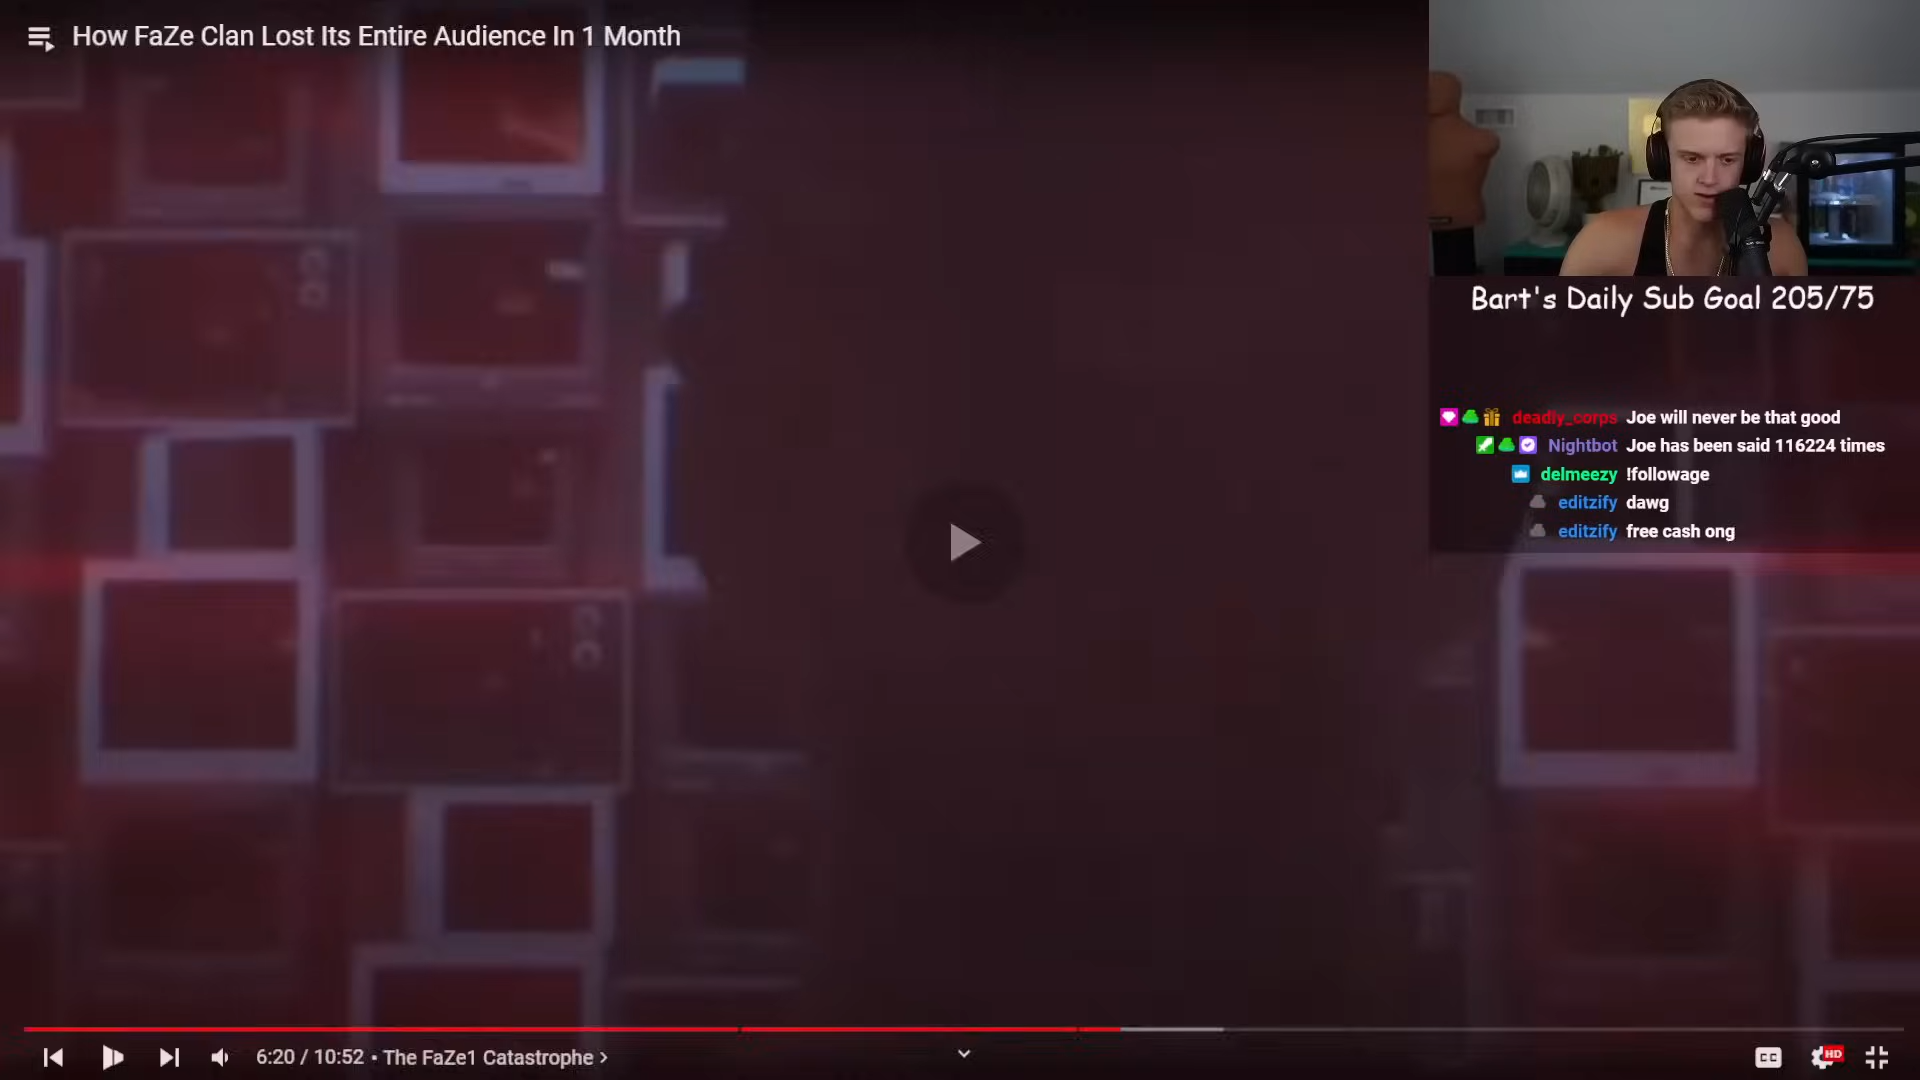 How FaZe Clan Lost Its Entire Audience In 1 Month
Bart's Daily Sub Goal 205/75
deadly_corps Joe will never be that good
Nightbot Joe has been said 116224 times
delmeezy !followage
editzify dawg
editzify free cash ong
6:20 / 10:52 • The FaZe1 Catastrophe >
CC
HD